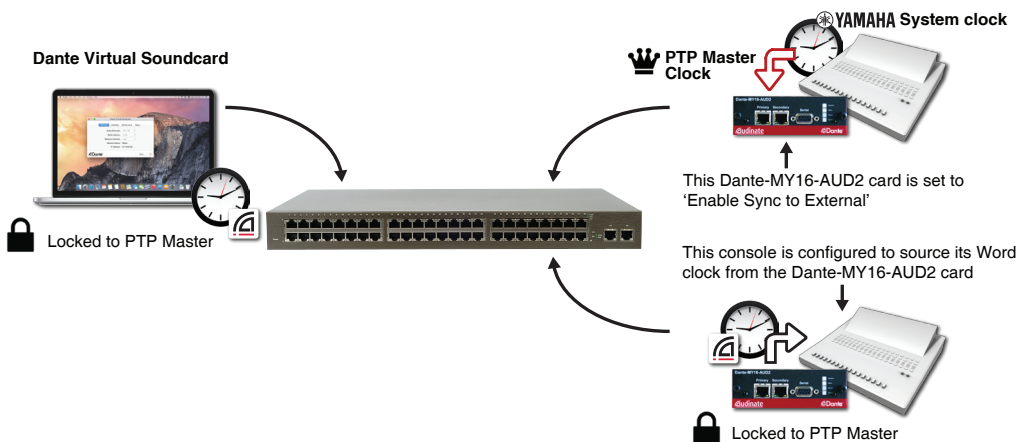 YAMAHA System clock
Dante Virtual Soundcard
PTP Master
Clock
Dante-MY16-AUD2
Primary Secondary Serial
Audinate Dante
This Dante-MY16-AUD2 card is set to
‘Enable Sync to External’
Locked to PTP Master
This console is configured to source its Word
clock from the Dante-MY16-AUD2 card
Dante-MY16-AUD2
Primary Secondary Serial
Audinate Dante
Locked to PTP Master